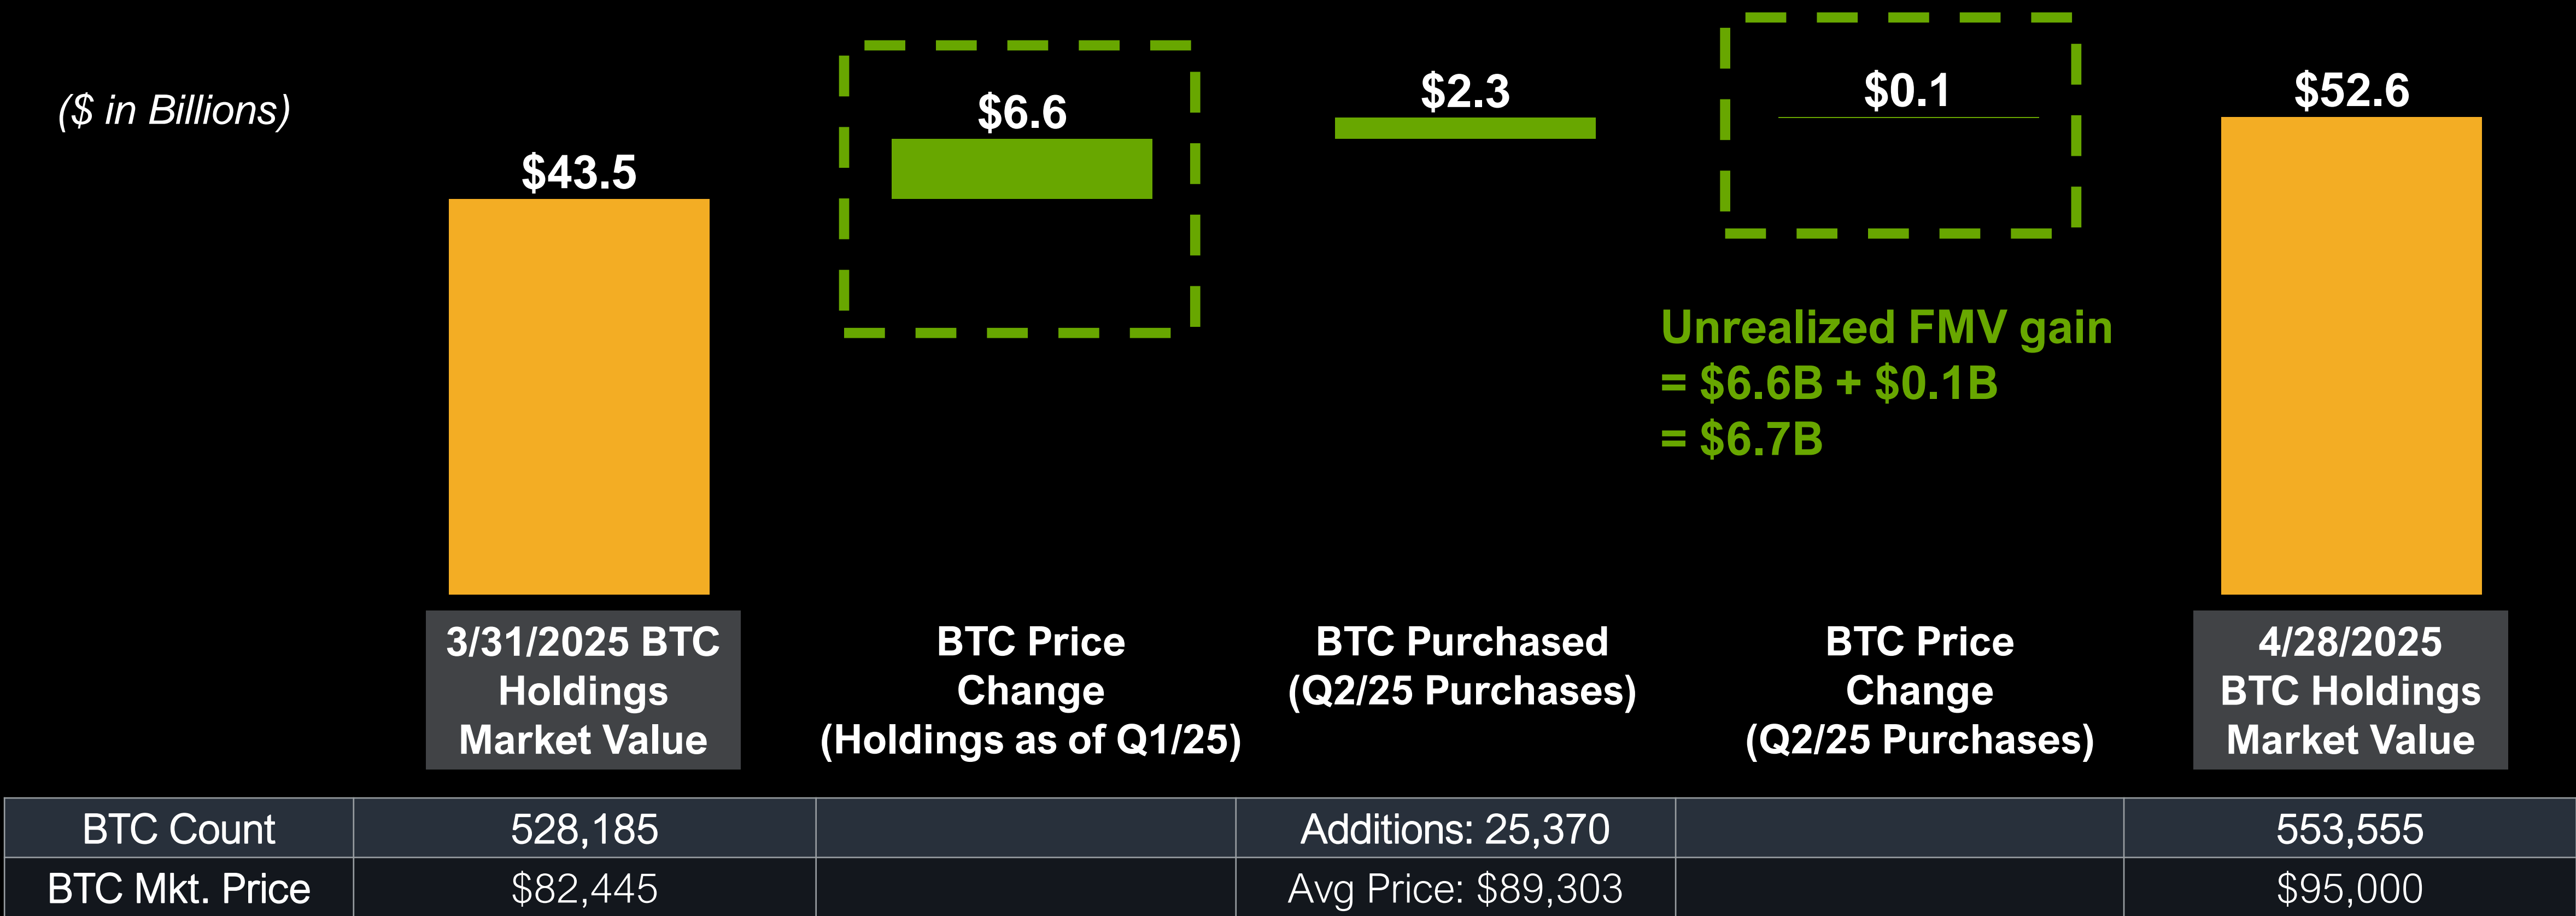 ($ in Billions)
$43.5
$6.6
$2.3
$0.1
$52.6
Unrealized FMV gain
= $6.6B + $0.1B
= $6.7B
3/31/2025 BTC
Holdings
Market Value
BTC Price
Change
(Holdings as of Q1/25)
BTC Purchased
(Q2/25 Purchases)
BTC Price
Change
(Q2/25 Purchases)
4/28/2025
BTC Holdings
Market Value
BTC Count 528,185 Additions: 25,370 553,555
BTC Mkt. Price $82,445 Avg Price: $89,303 $95,000